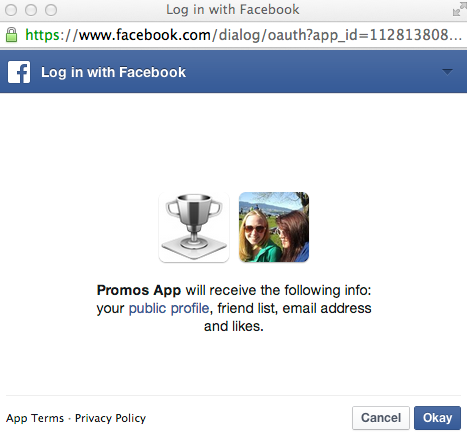 Log in with Facebook
https://www.facebook.com/dialog/oauth?app_id=112813808...
Log in with Facebook
Promos App will receive the following info:
your public profile, friend list, email address
and likes.
App Terms · Privacy Policy
Cancel
Okay